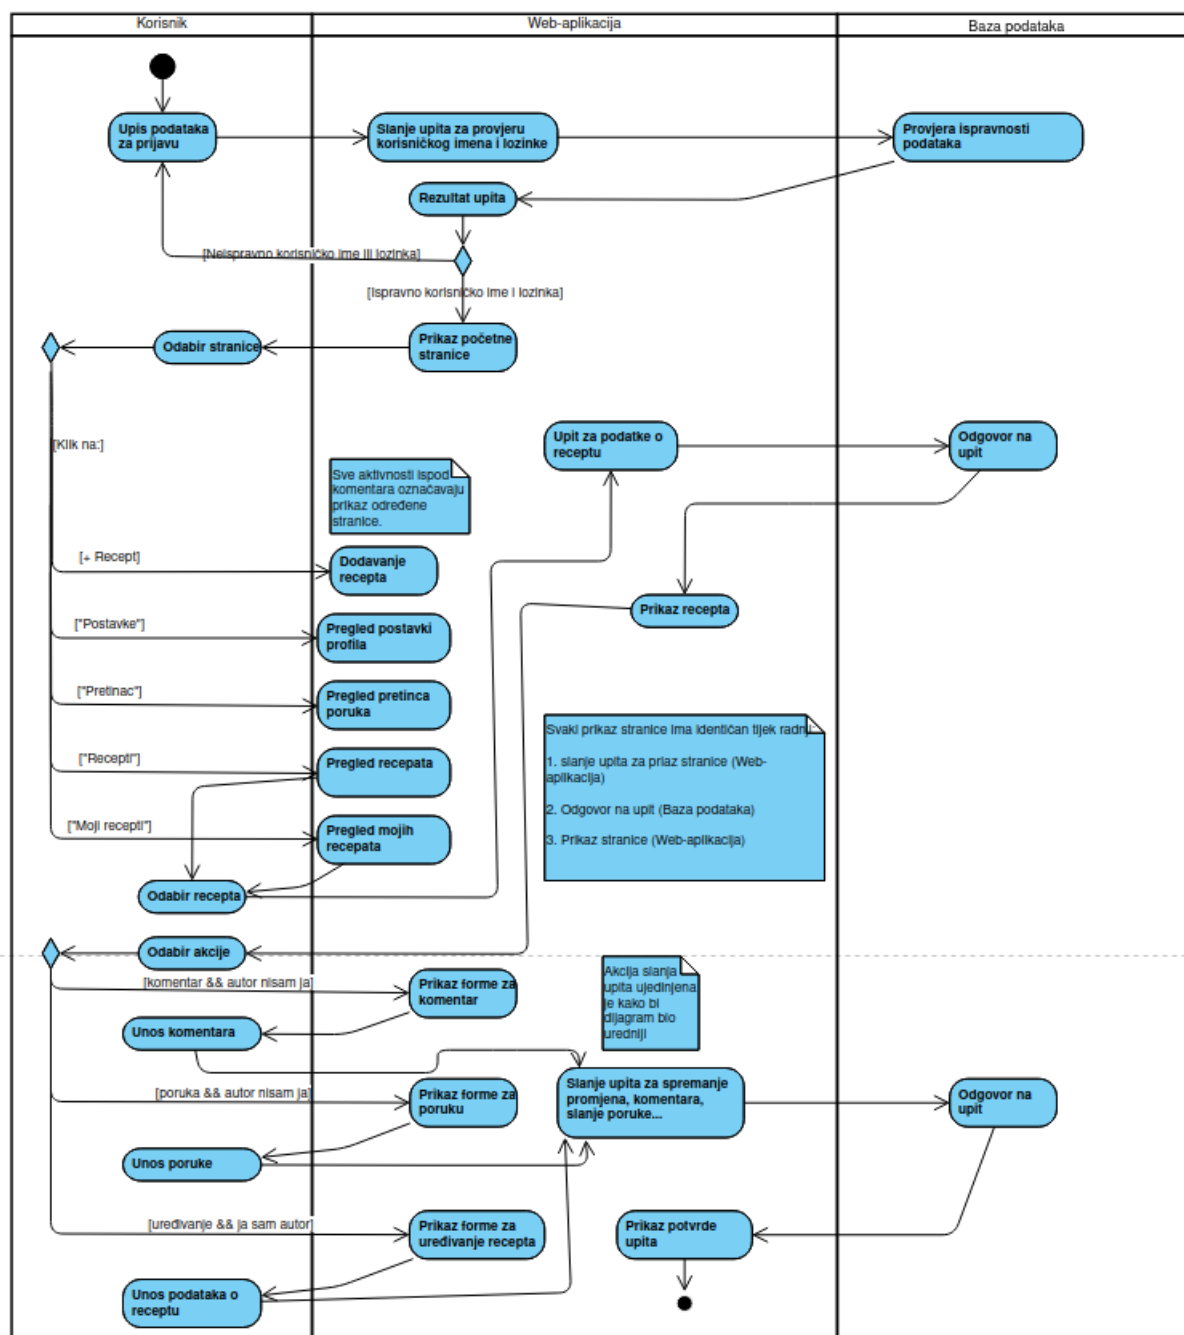 Korisnik
Web-aplikacija
Baza podataka
Upis podataka
za prijavu
Slanje upita za provjeru
korisničkog imena i lozinke
Provjera ispravnosti
podataka
Rezultat upita
[Neispravno korisničko ime ili lozinka]
[Ispravno korisničko ime i lozinka]
Odabir stranice
Prikaz početne
stranice
[Klik na:]
Upit za podatke o
receptu
Odgovor na
upit
Sve aktivnosti ispod
komentara označavaju
prikaz određene
stranice.
[+ Recept]
Dodavanje
recepta
Prikaz recepta
["Postavke"]
Pregled postavki
profila
["Pretinac"]
Pregled pretinca
poruka
Svaki prikaz stranice ima identičan tijek radnji:
1. slanje upita za priaz stranice (Web-
aplikacija)
2. Odgovor na upit (Baza podataka)
3. Prikaz stranice (Web-aplikacija)
["Recepti"]
Pregled recepata
["Moji recepti"]
Pregled mojih
recepata
Odabir recepta
Odabir akcije
[komentar && autor nisam ja]
Prikaz forme za
komentar
Akcija slanja
upita ujedinjena
je kako bi
dijagram bio
uredniji
Unos komentara
Slanje upita za spremanje
promjena, komentara,
slanje poruke...
Odgovor na
upit
[poruka && autor nisam ja]
Prikaz forme za
poruku
Unos poruke
[uređivanje && ja sam autor]
Prikaz forme za
uređivanje recepta
Prikaz potvrde
upita
Unos podataka o
receptu